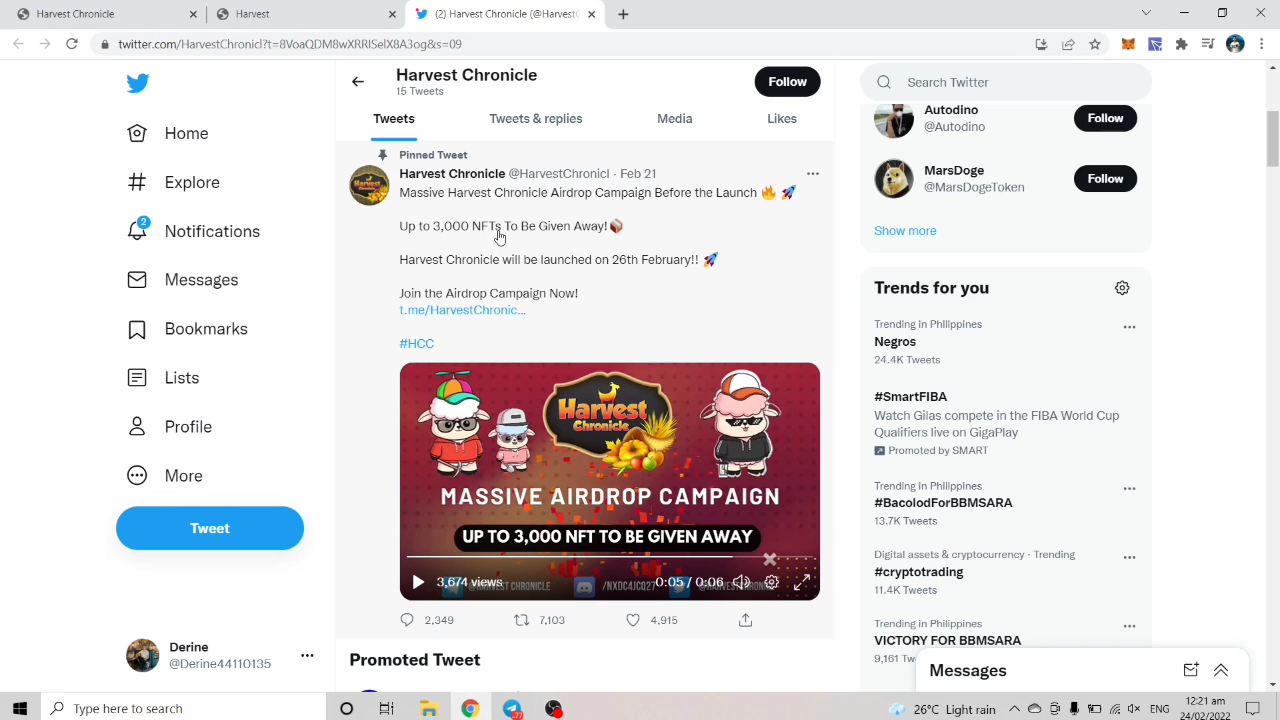 Harvest Chronicle
Harvest
(2) Harvest Chronicle (@HarvestC
twitter.com/HarvestChronicl?t=8VoaQDM8wXRRISelX8A3og&s=09
Home
Explore
2
Notifications
Messages
Bookmarks
Lists
Profile
More
Tweet
Derine
@Derine44110135
Harvest Chronicle
15 Tweets
Follow
Tweets
Tweets & replies
Media
Likes
Pinned Tweet
Harvest Chronicle @HarvestChronicl · Feb 21
Massive Harvest Chronicle Airdrop Campaign Before the Launch 🔥 🚀
Up to 3,000 NFTs To Be Given Away!📦
Harvest Chronicle will be launched on 26th February!! 🚀
Join the Airdrop Campaign Now!
t.me/HarvestChronic...
#HCC
Harvest
Chronicle
MASSIVE AIRDROP CAMPAIGN
UP TO 3,000 NFT TO BE GIVEN AWAY
3,674 views
0:05 / 0:06
@HARVEST CHRONICLE
/NXDC4JCQ27
2,349
7,103
4,915
Promoted Tweet
Search Twitter
Autodino
@Autodino
Follow
MarsDoge
@MarsDogeToken
Follow
Show more
Trends for you
Trending in Philippines
Negros
24.4K Tweets
#SmartFIBA
Watch Gilas compete in the FIBA World Cup
Qualifiers live on GigaPlay
Promoted by SMART
Trending in Philippines
#BacolodForBBMSARA
13.7K Tweets
Digital assets & cryptocurrency · Trending
#cryptotrading
11.4K Tweets
Trending in Philippines
VICTORY FOR BBMSARA
9,161
Messages
Type here to search
26°C Light rain
12:21 am
24/02/2022